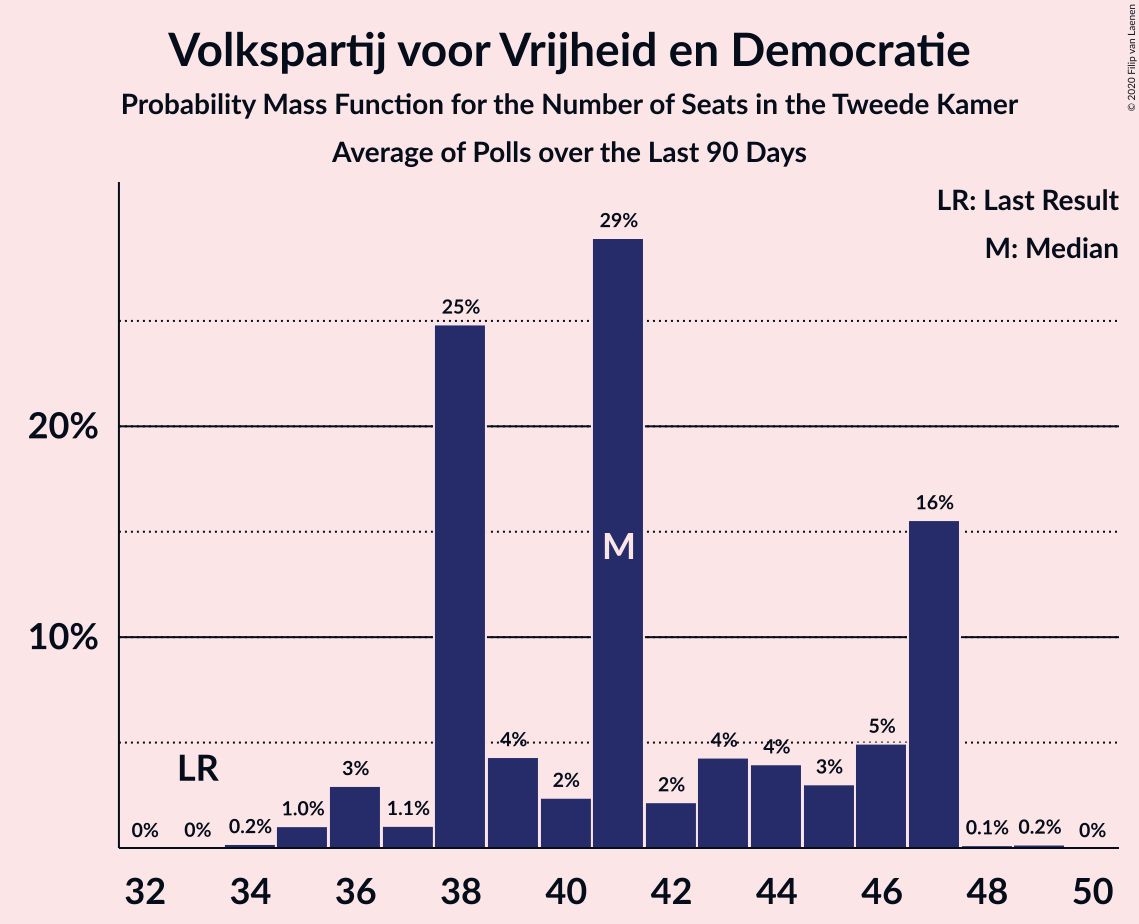 Volkspartij voor Vrijheid en Democratie
Probability Mass Function for the Number of Seats in the Tweede Kamer
Average of Polls over the Last 90 Days
© 2020 Filip van Laenen
LR: Last Result
M: Median
20%
10%
0%
0%
LR
0.2%
1.0%
3%
1.1%
25%
4%
2%
29%
M
2%
4%
4%
3%
5%
16%
0.1%
0.2%
0%
32 34 36 38 40 42 44 46 48 50